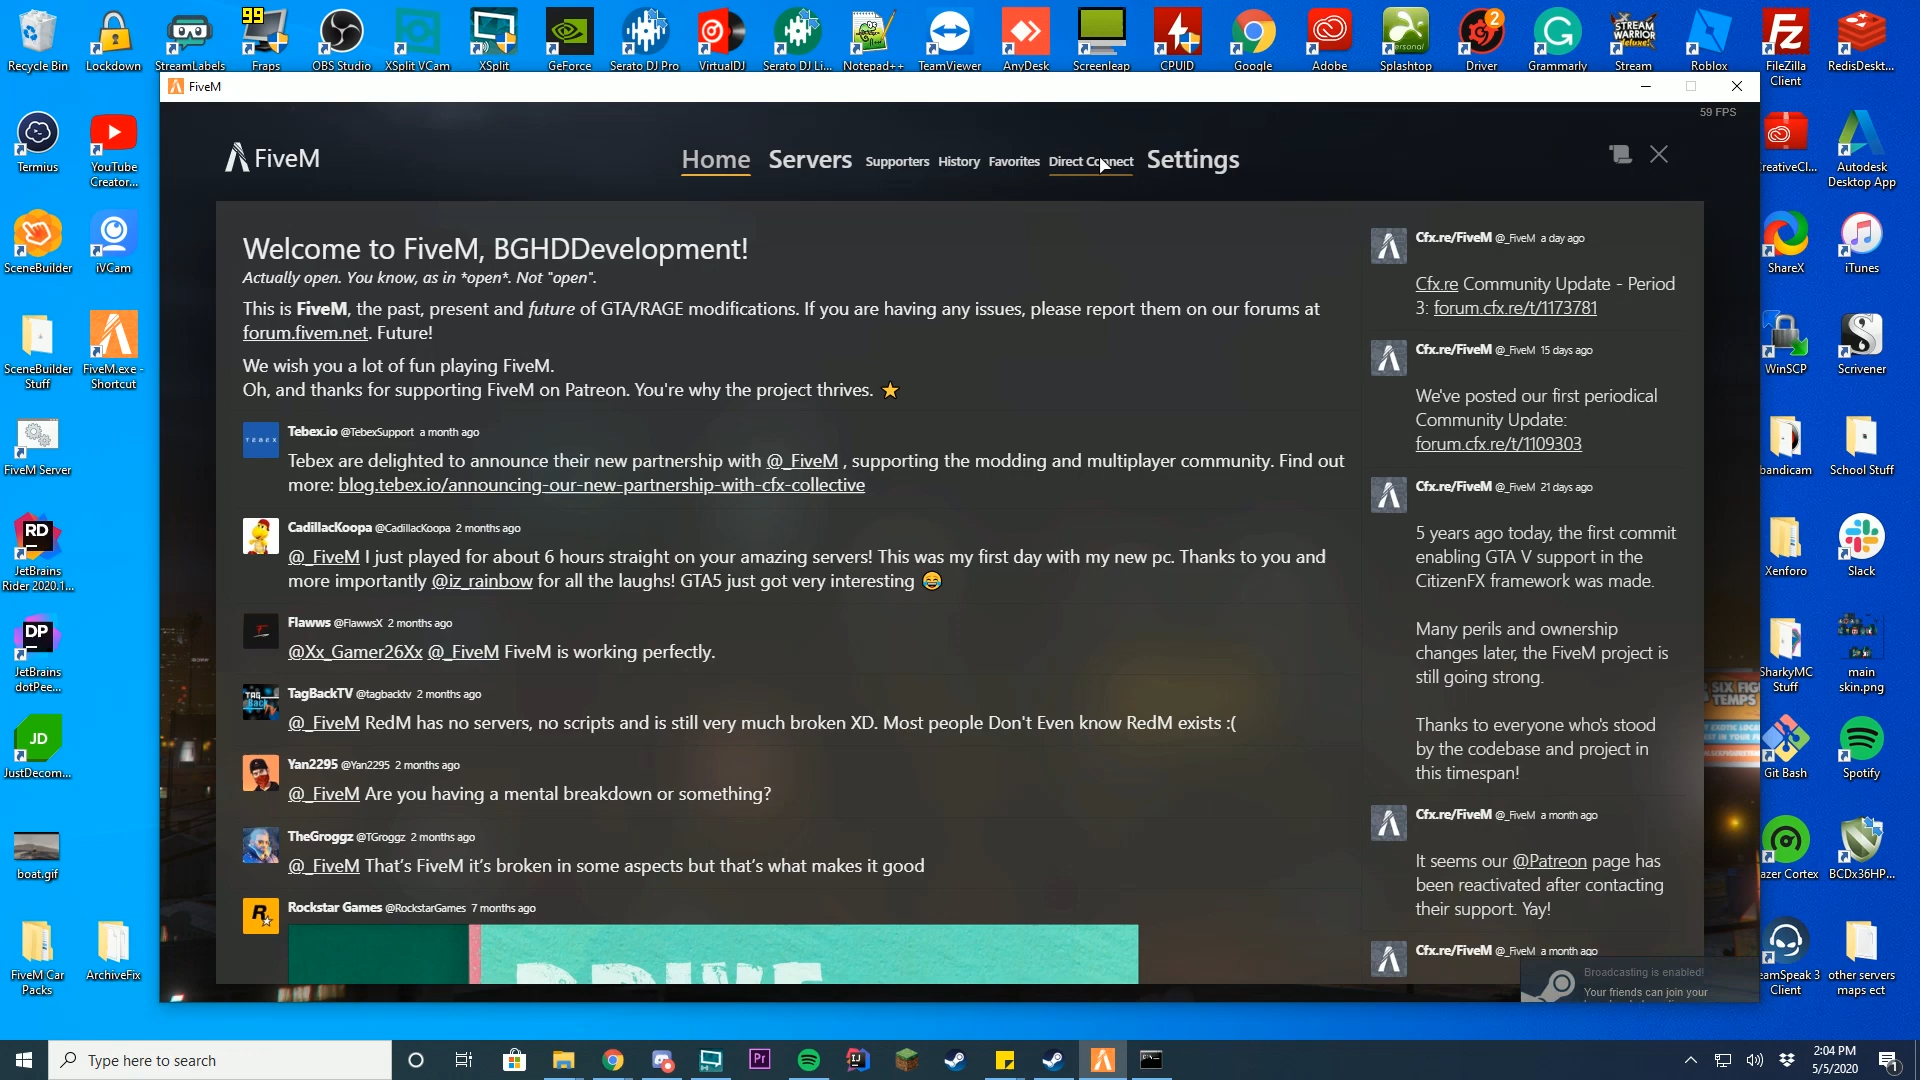 Recycle Bin
Lockdown
StreamLabels
99
Fraps
OBS Studio
XSplit VCam
XSplit
GeForce
Serato DJ Pro
VirtualDJ
Serato DJ Li...
Notepad++
TeamViewer
AnyDesk
Screenleap
CPUID
Google
Adobe
personal
Splashtop
2
Driver
Grammarly
STREAM
WARRIOR
Stream
Roblox
FileZilla
Client
RedisDeskt...
FiveM
59 FPS
FiveM
Home Servers Supporters History Favorites Direct Connect Settings
Welcome to FiveM, BGHDDevelopment!
Actually open. You know, as in *open*. Not "open".
This is FiveM, the past, present and future of GTA/RAGE modifications. If you are having any issues, please report them on our forums at
forum.fivem.net. Future!
We wish you a lot of fun playing FiveM.
Oh, and thanks for supporting FiveM on Patreon. You're why the project thrives. ⭐
TEBEX
Tebex.io @TebexSupport a month ago
Tebex are delighted to announce their new partnership with @_FiveM , supporting the modding and multiplayer community. Find out
more: blog.tebex.io/announcing-our-new-partnership-with-cfx-collective
CadillacKoopa @CadillacKoopa 2 months ago
@_FiveM I just played for about 6 hours straight on your amazing servers! This was my first day with my new pc. Thanks to you and
more importantly @iz_rainbow for all the laughs! GTA5 just got very interesting 😂
Flawws @FlawwsX 2 months ago
@Xx_Gamer26Xx @_FiveM FiveM is working perfectly.
TagBackTV @tagbacktv 2 months ago
@_FiveM RedM has no servers, no scripts and is still very much broken XD. Most people Don't Even know RedM exists :(
Yan2295 @Yan2295 2 months ago
@_FiveM Are you having a mental breakdown or something?
TheGroggz @TGroggz 2 months ago
@_FiveM That's FiveM it's broken in some aspects but that's what makes it good
Rockstar Games @RockstarGames 7 months ago
DRIVE
Cfx.re/FiveM @_FiveM a day ago
Cfx.re Community Update - Period
3: forum.cfx.re/t/1173781
Cfx.re/FiveM @_FiveM 15 days ago
We've posted our first periodical
Community Update:
forum.cfx.re/t/1109303
Cfx.re/FiveM @_FiveM 21 days ago
5 years ago today, the first commit
enabling GTA V support in the
CitizenFX framework was made.
Many perils and ownership
changes later, the FiveM project is
still going strong.
Thanks to everyone who's stood
by the codebase and project in
this timespan!
Cfx.re/FiveM @_FiveM a month ago
It seems our @Patreon page has
been reactivated after contacting
their support. Yay!
Cfx.re/FiveM @_FiveM a month ago
Broadcasting is enabled!
Your friends can join your
Termius
YouTube
Creator...
SceneBuilder
iVCam
SceneBuilder
Stuff
FiveM.exe -
Shortcut
FiveM Server
RD
JetBrains
Rider 2020.1...
DP
JetBrains
dotPee...
JD
JustDecom...
boat.gif
FiveM Car
Packs
ArchiveFix
reativeCl...
Autodesk
Desktop App
ShareX
iTunes
WinSCP
Scrivener
bandicam
School Stuff
Xenforo
Slack
SharkyMC
Stuff
main
skin.png
SIX FIG
TEMPS
Git Bash
Spotify
azer Cortex
BCDx36HP...
eamSpeak 3
Client
other servers
maps ect
Type here to search
Pr
IJ
2:04 PM
5/5/2020
1